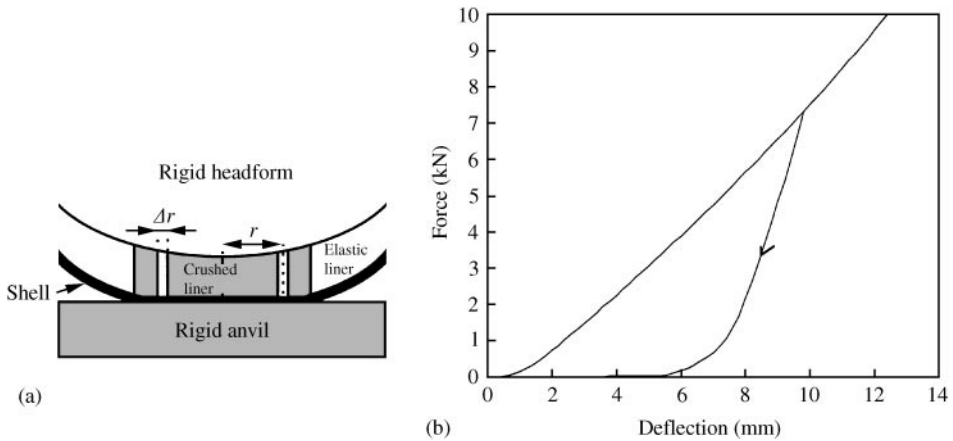 Rigid headform
Δr
r
Elastic
liner
Crushed
liner
Shell
Rigid anvil
(a)
10
9
8
7
6
5
4
3
2
1
0
Force (kN)
0 2 4 6 8 10 12 14
Deflection (mm)
(b)